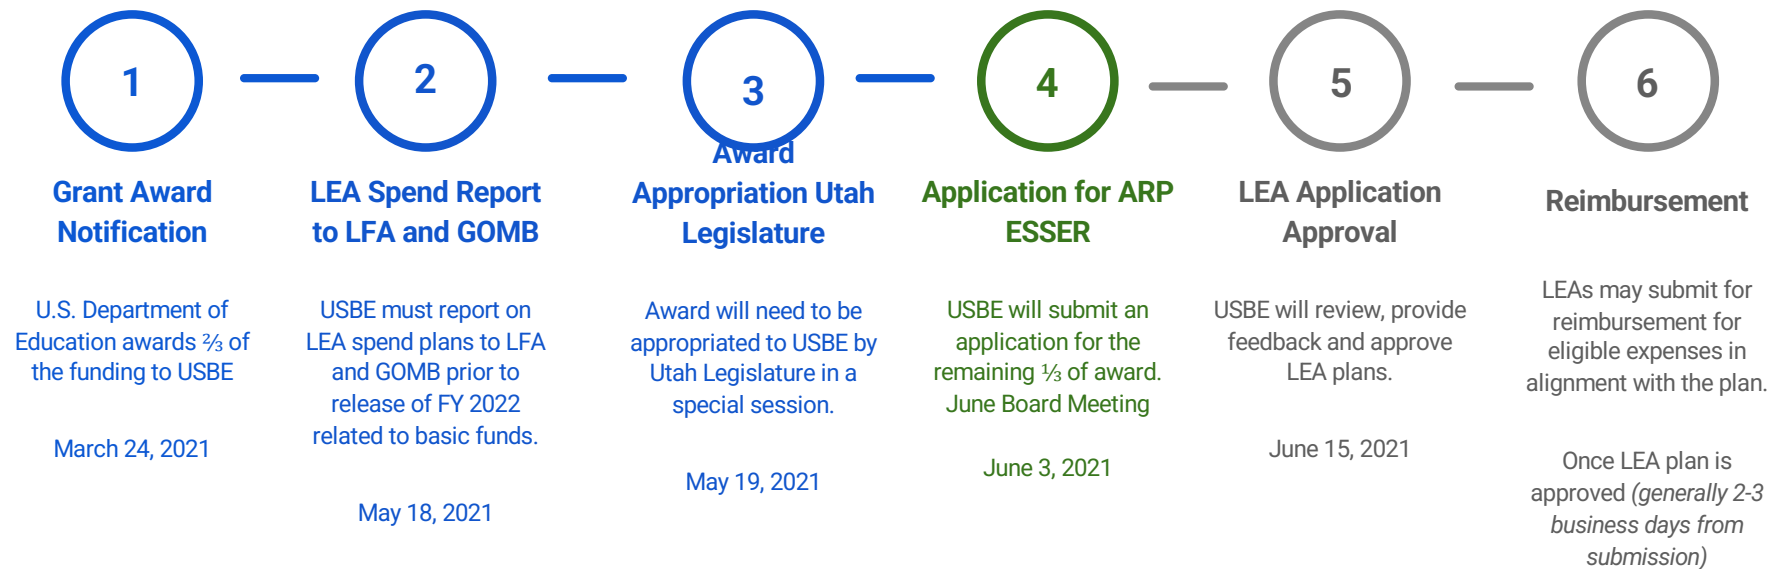 1
Grant Award
Notification
U.S. Department of
Education awards ⅔ of
the funding to USBE
March 24, 2021
2
LEA Spend Report
to LFA and GOMB
USBE must report on
LEA spend plans to LFA
and GOMB prior to
release of FY 2022
related to basic funds.
May 18, 2021
3
Award
Appropriation Utah
Legislature
Award will need to be
appropriated to USBE by
Utah Legislature in a
special session.
May 19, 2021
4
Application for ARP
ESSER
USBE will submit an
application for the
remaining ⅓ of award.
June Board Meeting
June 3, 2021
5
LEA Application
Approval
USBE will review, provide
feedback and approve
LEA plans.
June 15, 2021
6
Reimbursement
LEAs may submit for
reimbursement for
eligible expenses in
alignment with the plan.
Once LEA plan is
approved (generally 2-3
business days from
submission)